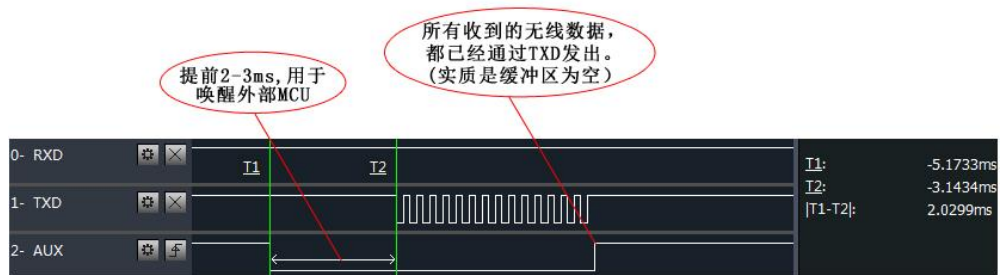 所有收到的无线数据，
都已经通过TXD发出。
(实质是缓冲区为空)
提前2-3ms,用于
唤醒外部MCU
0- RXD
T1
T2
1- TXD
2- AUX
T1: -5.1733ms
T2: -3.1434ms
|T1-T2|: 2.0299ms